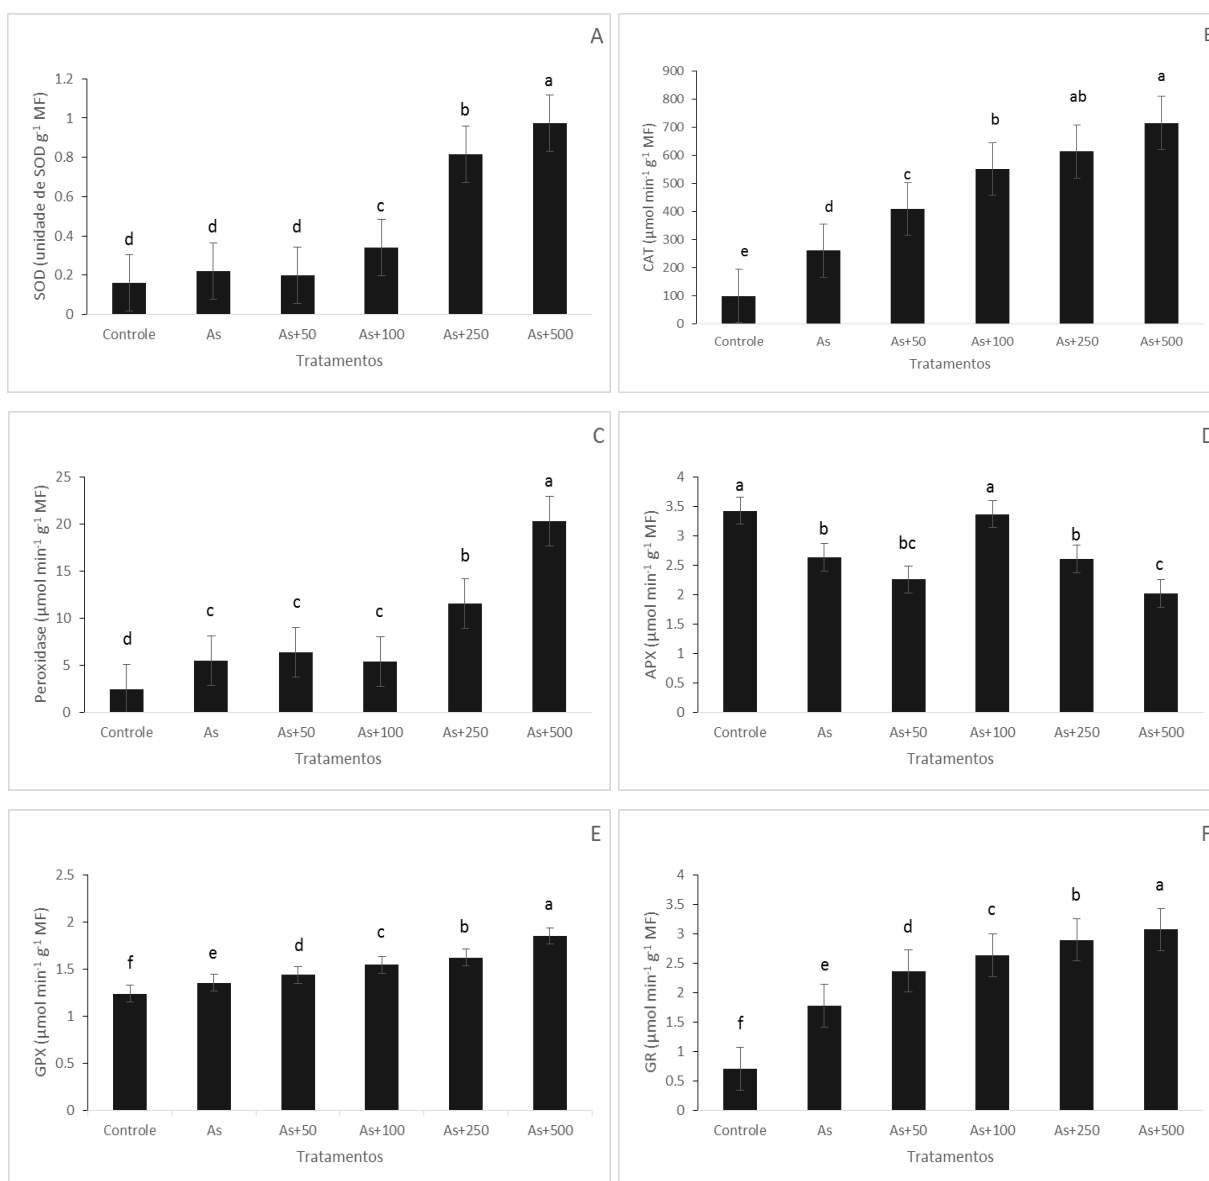 A
SOD (unidade de SOD g⁻¹ MF)
1.2
1
0.8
0.6
0.4
0.2
0
d d d c b a
Controle As As+50 As+100 As+250 As+500
Tratamentos
CAT (µmol min⁻¹ g⁻¹ MF)
900
800
700
600
500
400
300
200
100
0
e d c b ab a
Controle As As+50 As+100 As+250 As+500
Tratamentos
C
Peroxidase (µmol min⁻¹ g⁻¹ MF)
25
20
15
10
5
0
d c c c b a
Controle As As+50 As+100 As+250 As+500
Tratamentos
D
APX (µmol min⁻¹ g⁻¹ MF)
4
3.5
3
2.5
2
1.5
1
0.5
0
a b bc a b c
Controle As As+50 As+100 As+250 As+500
Tratamentos
E
GPX (µmol min⁻¹ g⁻¹ MF)
2.5
2
1.5
1
0.5
0
f e d c b a
Controle As As+50 As+100 As+250 As+500
Tratamentos
F
GR (µmol min⁻¹ g⁻¹ MF)
4
3.5
3
2.5
2
1.5
1
0.5
0
f e d c b a
Controle As As+50 As+100 As+250 As+500
Tratamentos